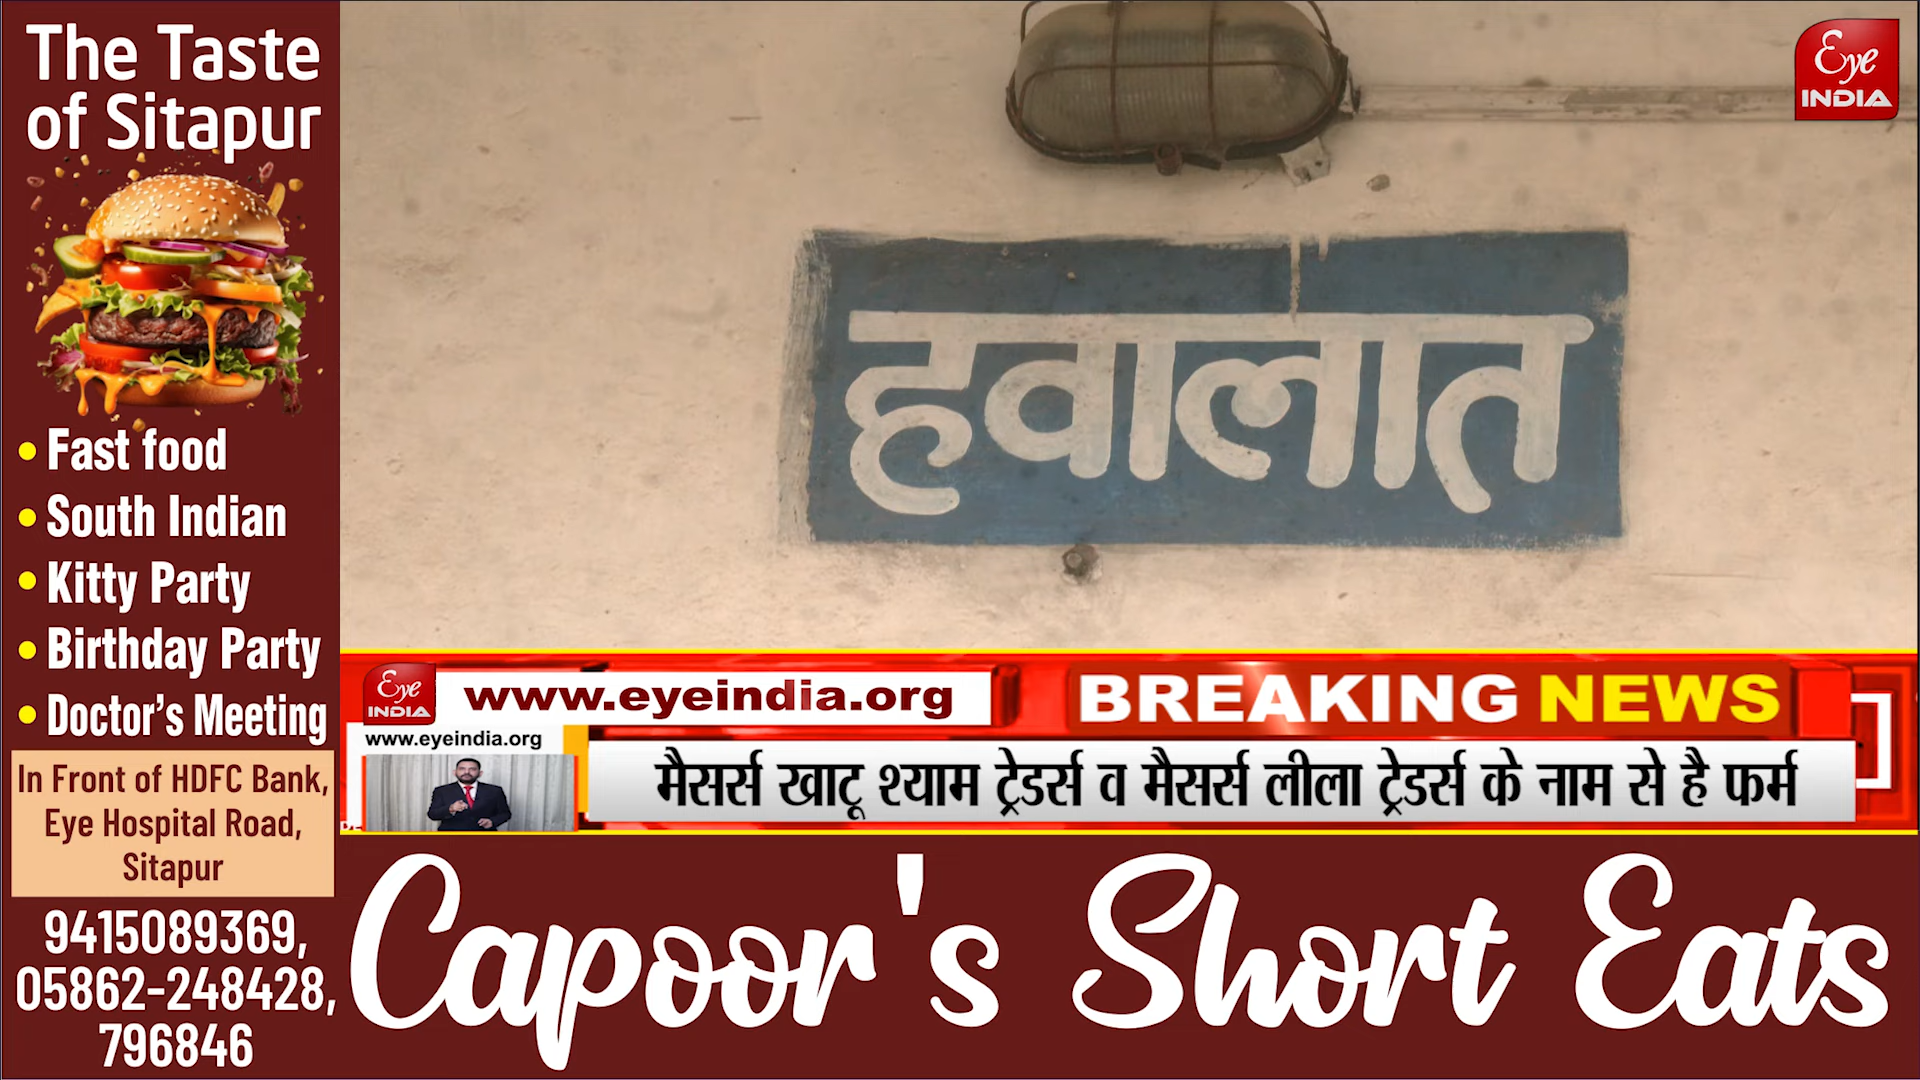 The Taste
of Sitapur
• Fast food
• South Indian
• Kitty Party
• Birthday Party
• Doctor's Meeting
In Front of HDFC Bank,
Eye Hospital Road,
Sitapur
9415089369,
05862-248428,
796846
Eye
INDIA
हवालात
Eye
INDIA
www.eyeindia.org
BREAKING NEWS
www.eyeindia.org
मैसर्स खाटू श्याम ट्रेडर्स व मैसर्स लीला ट्रेडर्स के नाम से है फर्म
Capoor's Short Eats